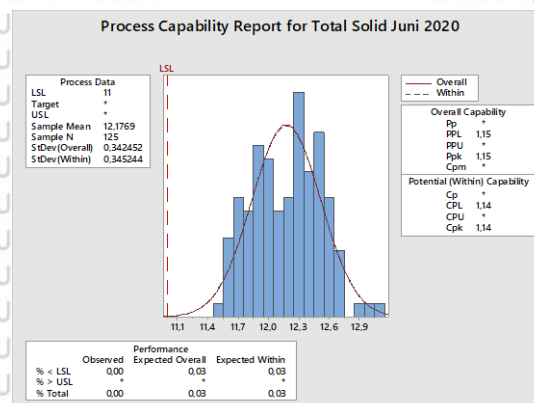 Process Capability Report for Total Solid Juni 2020
LSL
Process Data
LSL 11
Target *
USL *
Sample Mean 12,1769
Sample N 125
StDev(Overall) 0,342452
StDev(Within) 0,345244
Overall
Within
Overall Capability
Pp *
PPL 1,15
PPU *
Ppk 1,15
Cpm *
Potential (Within) Capability
Cp *
CPL 1,14
CPU *
Cpk 1,14
11,1 11,4 11,7 12,0 12,3 12,6 12,9
Performance
Observed Expected Overall Expected Within
% < LSL 0,00 0,03 0,03
% > USL * * *
% Total 0,00 0,03 0,03